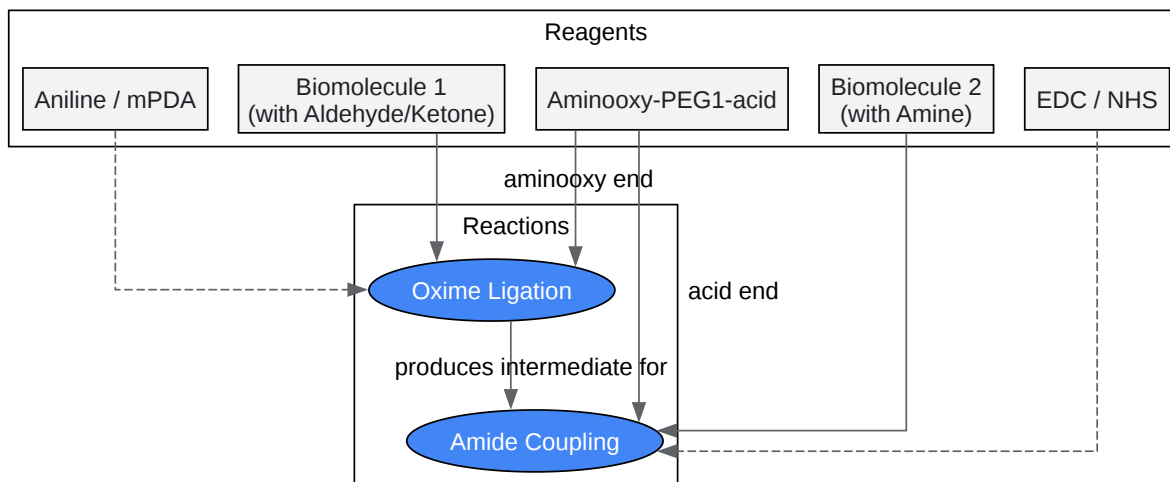 Reagents
Aniline / mPDA
Biomolecule 1
(with Aldehyde/Ketone)
Aminooxy-PEG1-acid
Biomolecule 2
(with Amine)
EDC / NHS
aminooxy end
Reactions
Oxime Ligation
acid end
produces intermediate for
Amide Coupling